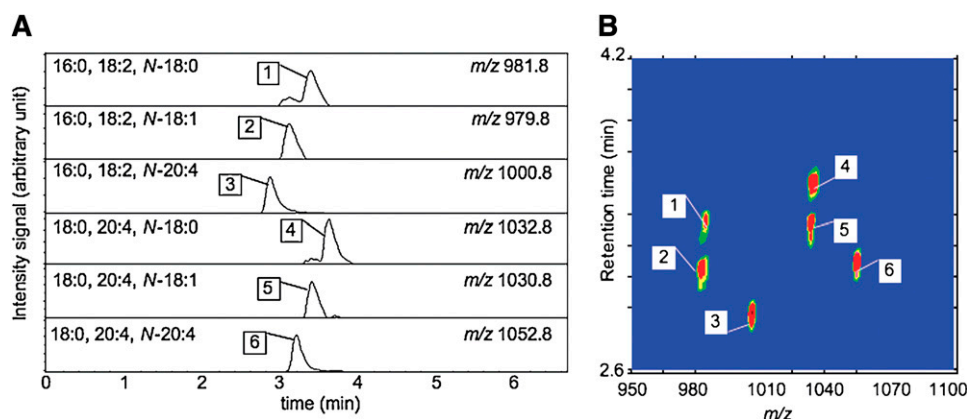 A
Intensity signal (arbitrary unit)
16:0, 18:2, N-18:0
1
m/z 981.8
16:0, 18:2, N-18:1
2
m/z 979.8
16:0, 18:2, N-20:4
3
m/z 1000.8
18:0, 20:4, N-18:0
4
m/z 1032.8
18:0, 20:4, N-18:1
5
m/z 1030.8
18:0, 20:4, N-20:4
6
m/z 1052.8
0 1 2 3 4 5 6
time (min)
B
4.2
Retention time (min)
2.6
1
2
3
4
5
6
950 980 1010 1040 1070 1100
m/z